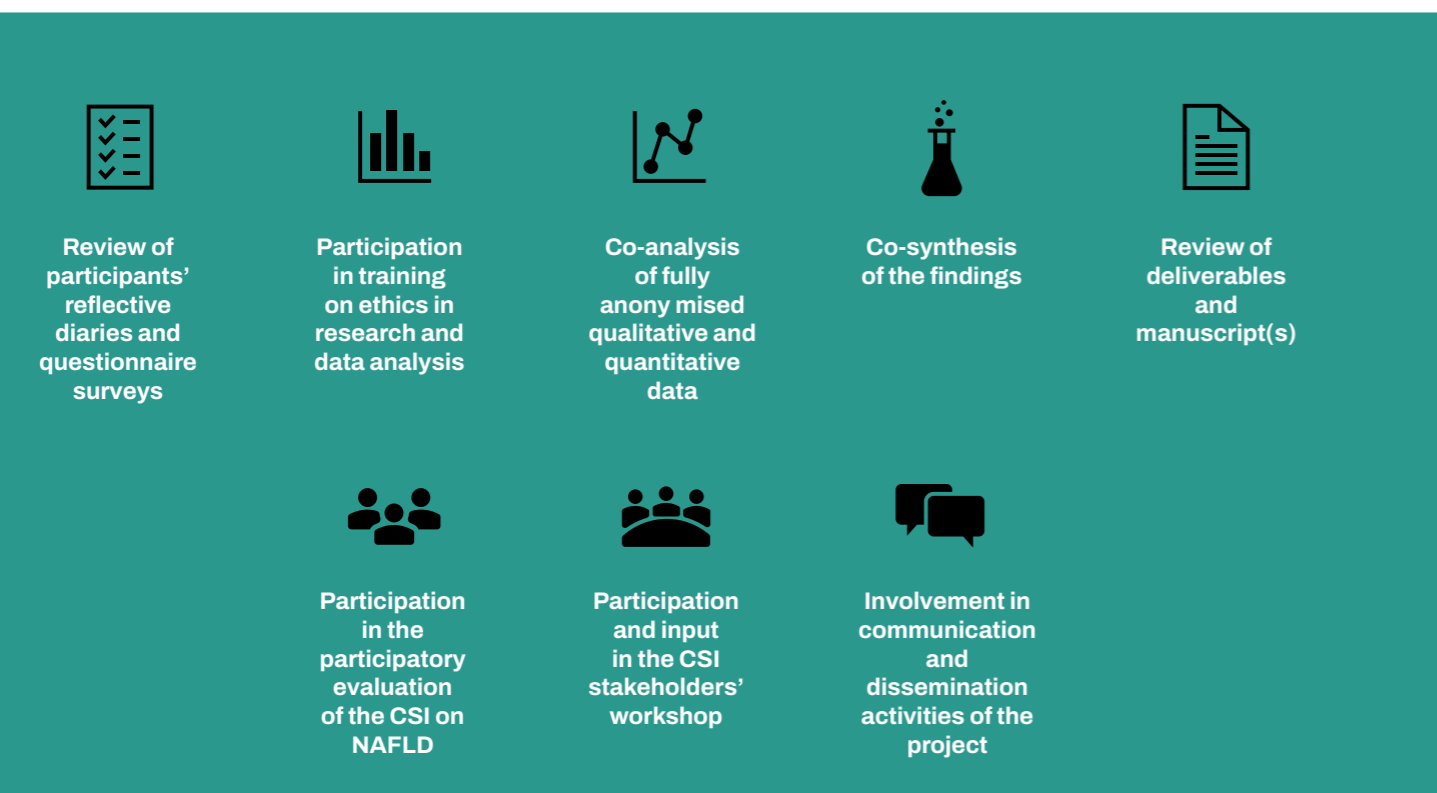 Review of
participants’
reflective
diaries and
questionnaire
surveys
Participation
in training
on ethics in
research and
data analysis
Co-analysis
of fully
anony mised
qualitative and
quantitative
data
Co-synthesis
of the findings
Review of
deliverables
and
manuscript(s)
Participation
in the
participatory
evaluation
of the CSI on
NAFLD
Participation
and input
in the CSI
stakeholders’
workshop
Involvement in
communication
and
dissemination
activities of the
project